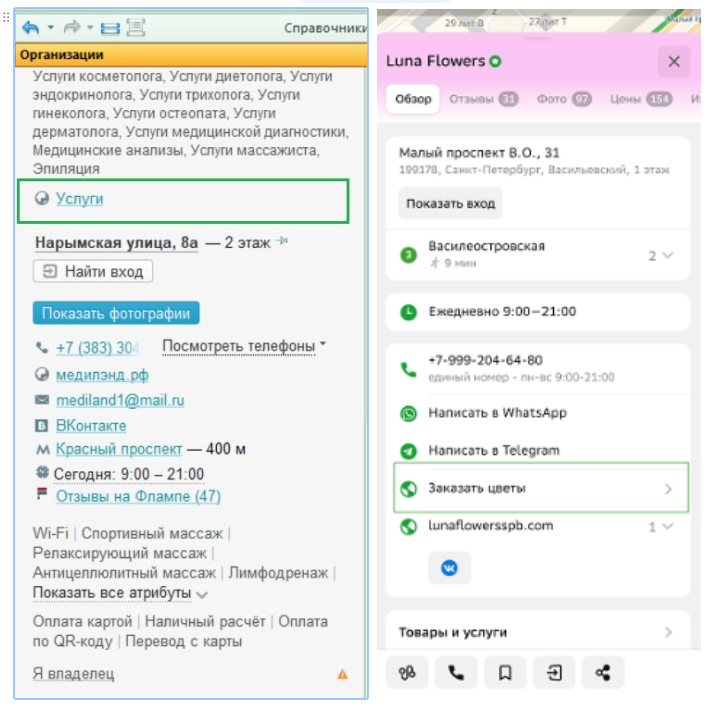 Справочники
Организации
Услуги косметолога, Услуги диетолога, Услуги
эндокринолога, Услуги трихолога, Услуги
гинеколога, Услуги остеопата, Услуги
дерматолога, Услуги медицинской диагностики,
Медицинские анализы, Услуги массажиста,
Эпиляция
Услуги
Нарымская улица, 8а — 2 этаж
Найти вход
Показать фотографии
+7 (383) 304 Посмотреть телефоны
медилэнд.рф
mediland1@mail.ru
ВКонтакте
Красный проспект — 400 м
Сегодня: 9:00 – 21:00
Отзывы на Флампе (47)
Wi-Fi | Спортивный массаж |
Релаксирующий массаж |
Антицеллюлитный массаж | Лимфодренаж |
Показать все атрибуты
Оплата картой | Наличный расчёт | Оплата
по QR-коду | Перевод с карты
Я владелец
29 лит В
27 лит Т
Малый
Luna Flowers
Обзор Отзывы 31 Фото 97 Цены 154 И
Малый проспект В.О., 31
199178, Санкт-Петербург, Васильевский, 1 этаж
Показать вход
3 Василеостровская 2
9 мин
Ежедневно 9:00–21:00
+7-999-204-64-80
единый номер - пн-вс 9:00-21:00
Написать в WhatsApp
Написать в Telegram
Заказать цветы
lunaflowersspb.com 1
Товары и услуги